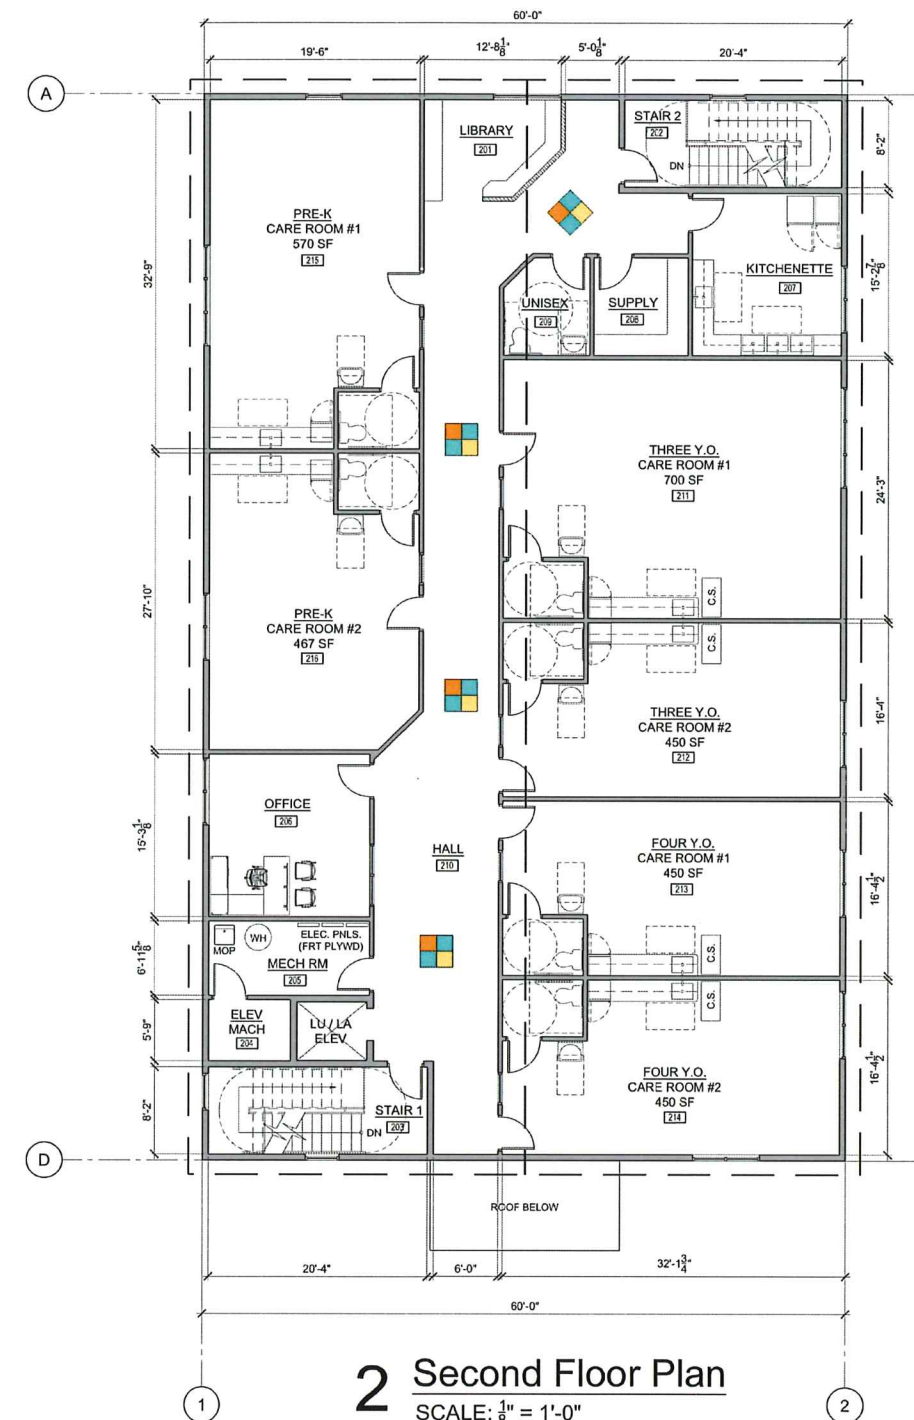 60'-0"
19'-6"
12'-8 1/8"
5'-0 1/8"
20'-4"
A
LIBRARY
201
STAIR 2
202
DN
8'-2"
PRE-K
CARE ROOM #1
570 SF
215
32'-9"
KITCHENETTE
207
15'-2 7/8"
UNISEX
209
SUPPLY
208
THREE Y.O.
CARE ROOM #1
700 SF
211
24'-3"
C.S.
PRE-K
CARE ROOM #2
467 SF
216
27'-10"
C.S.
THREE Y.O.
CARE ROOM #2
450 SF
212
16'-4"
OFFICE
206
15'-3 1/8"
HALL
210
FOUR Y.O.
CARE ROOM #1
450 SF
213
16'-4 1/2"
C.S.
MOP
WH
ELEC. PNLS.
(FRT PLYWD)
MECH RM
205
6'-11 5/8"
ELEV
MACH
204
LU / LA
ELEV
5'-9"
C.S.
FOUR Y.O.
CARE ROOM #2
450 SF
214
16'-4 1/2"
STAIR 1
203
DN
8'-2"
D
ROOF BELOW
20'-4"
6'-0"
32'-1 3/4"
60'-0"
1
2
2 Second Floor Plan
SCALE: 1/8" = 1'-0"